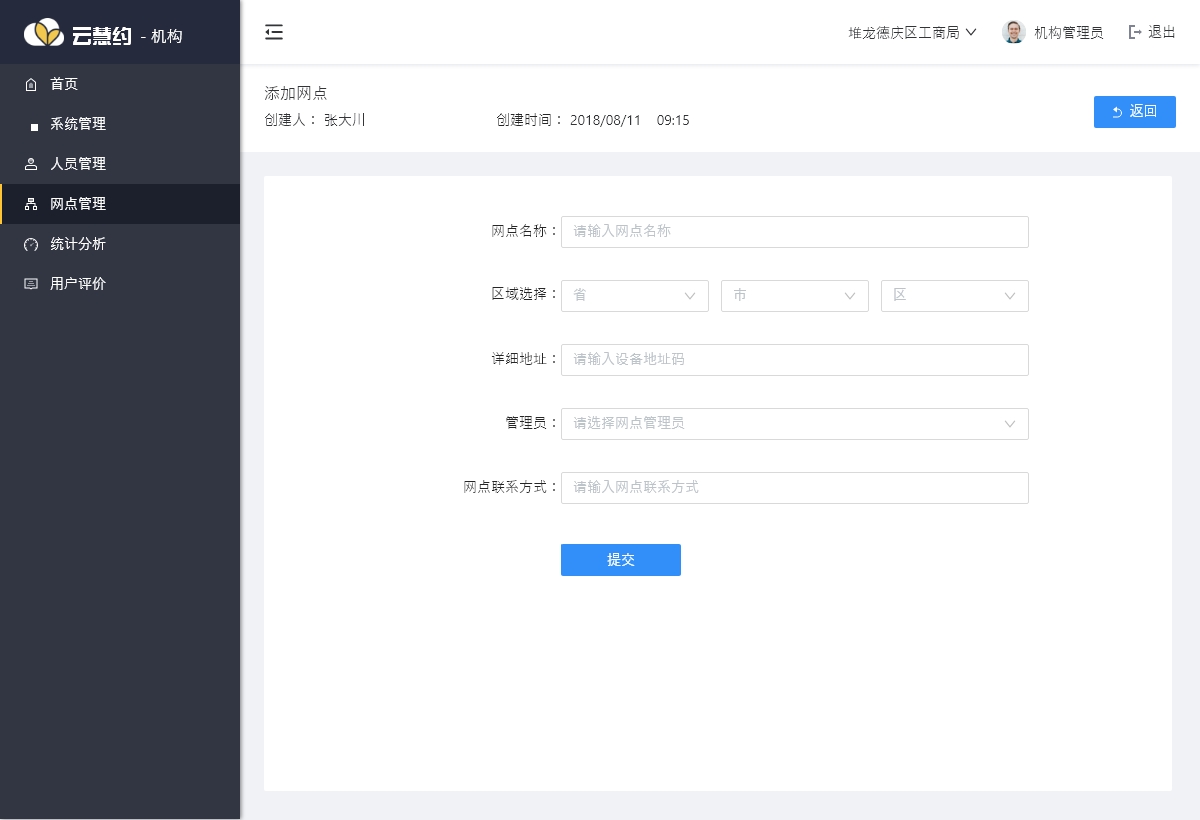 云慧约 - 机构
堆龙德庆区工商局 机构管理员 退出
首页
系统管理
人员管理
网点管理
统计分析
用户评价
添加网点
创建人： 张大川 创建时间： 2018/08/11 09:15
返回
网点名称： 请输入网点名称
区域选择： 省 市 区
详细地址： 请输入设备地址码
管理员： 请选择网点管理员
网点联系方式： 请输入网点联系方式
提交